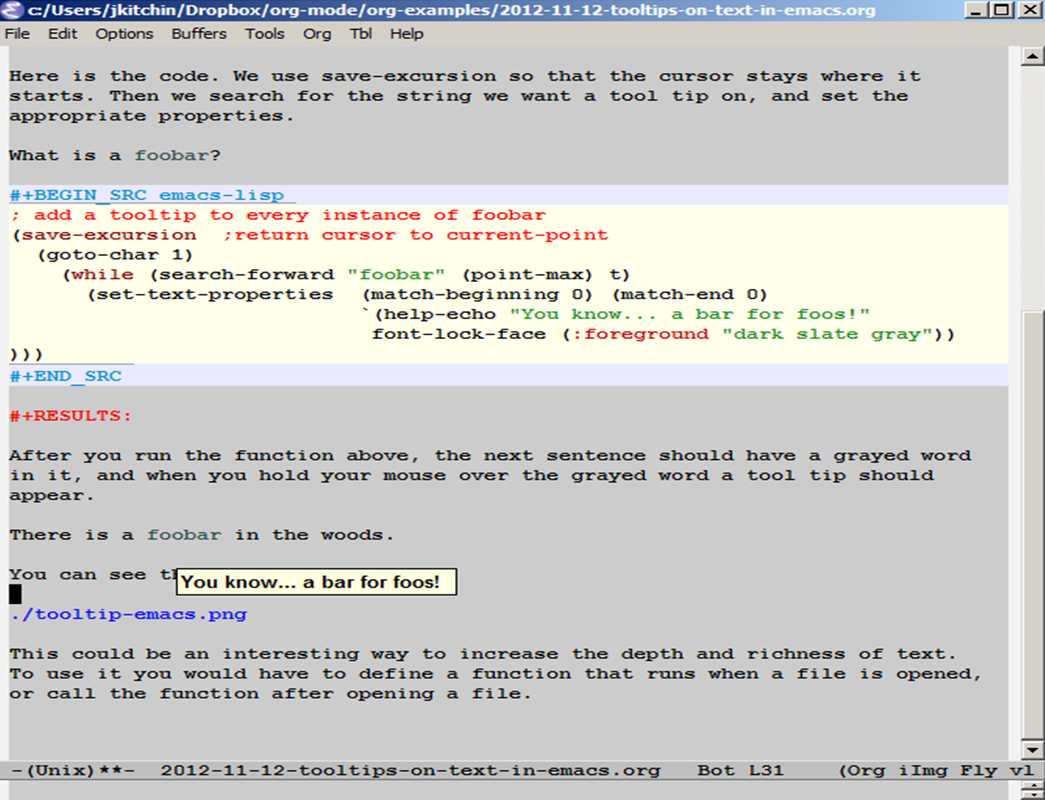 c:/Users/jkitchin/Dropbox/org-mode/org-examples/2012-11-12-tooltips-on-text-in-emacs.org
File Edit Options Buffers Tools Org Tbl Help
Here is the code. We use save-excursion so that the cursor stays where it
starts. Then we search for the string we want a tool tip on, and set the
appropriate properties.
What is a foobar?
#+BEGIN_SRC emacs-lisp
; add a tooltip to every instance of foobar
(save-excursion  ;return cursor to current-point
  (goto-char 1)
    (while (search-forward "foobar" (point-max) t)
      (set-text-properties  (match-beginning 0) (match-end 0)
                            `(help-echo "You know... a bar for foos!"
                             font-lock-face (:foreground "dark slate gray"))
)))
#+END_SRC
#+RESULTS:
After you run the function above, the next sentence should have a grayed word
in it, and when you hold your mouse over the grayed word a tool tip should
appear.
There is a foobar in the woods.
You can see
You know... a bar for foos!
./tooltip-emacs.png
This could be an interesting way to increase the depth and richness of text.
To use it you would have to define a function that runs when a file is opened,
or call the function after opening a file.
-(Unix)**-  2012-11-12-tooltips-on-text-in-emacs.org   Bot L31    (Org iImg Fly vl